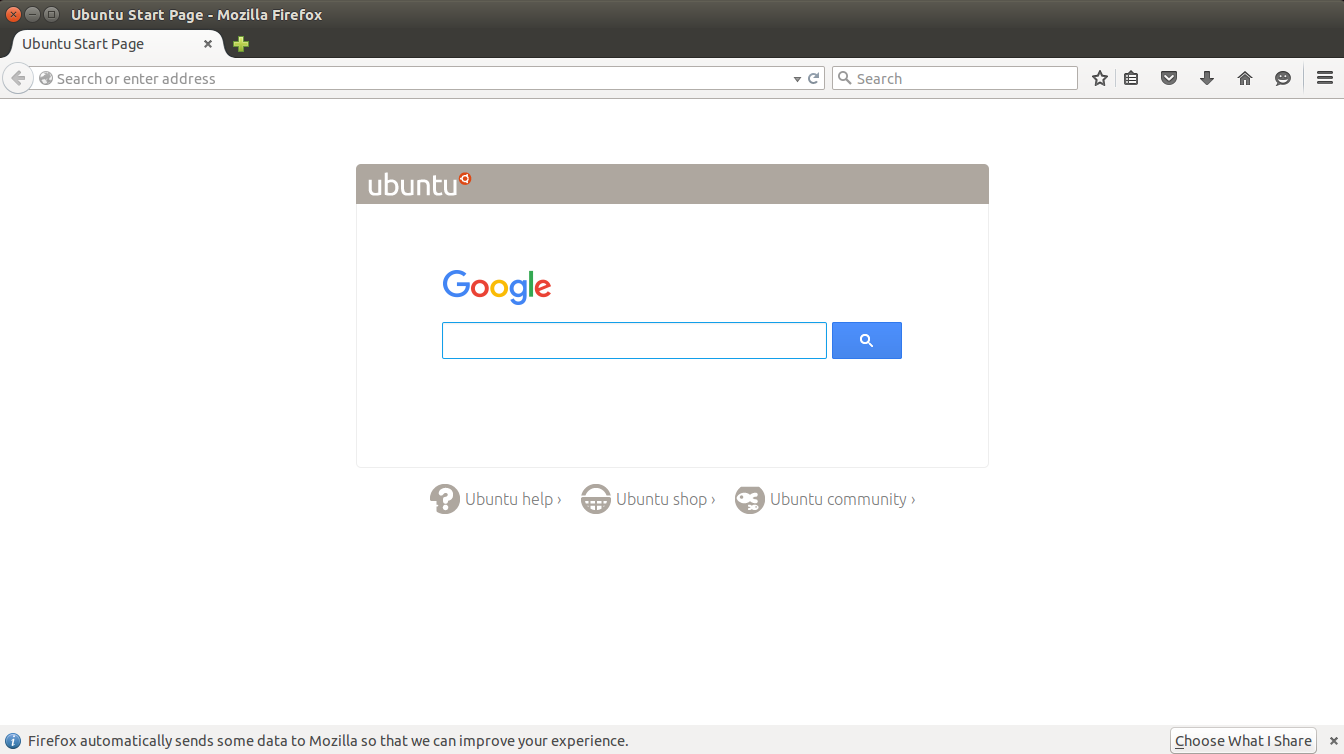 Ubuntu Start Page - Mozilla Firefox
Ubuntu Start Page
Search or enter address
Search
ubuntu
Google
Ubuntu help ›
Ubuntu shop ›
Ubuntu community ›
Firefox automatically sends some data to Mozilla so that we can improve your experience.
Choose What I Share